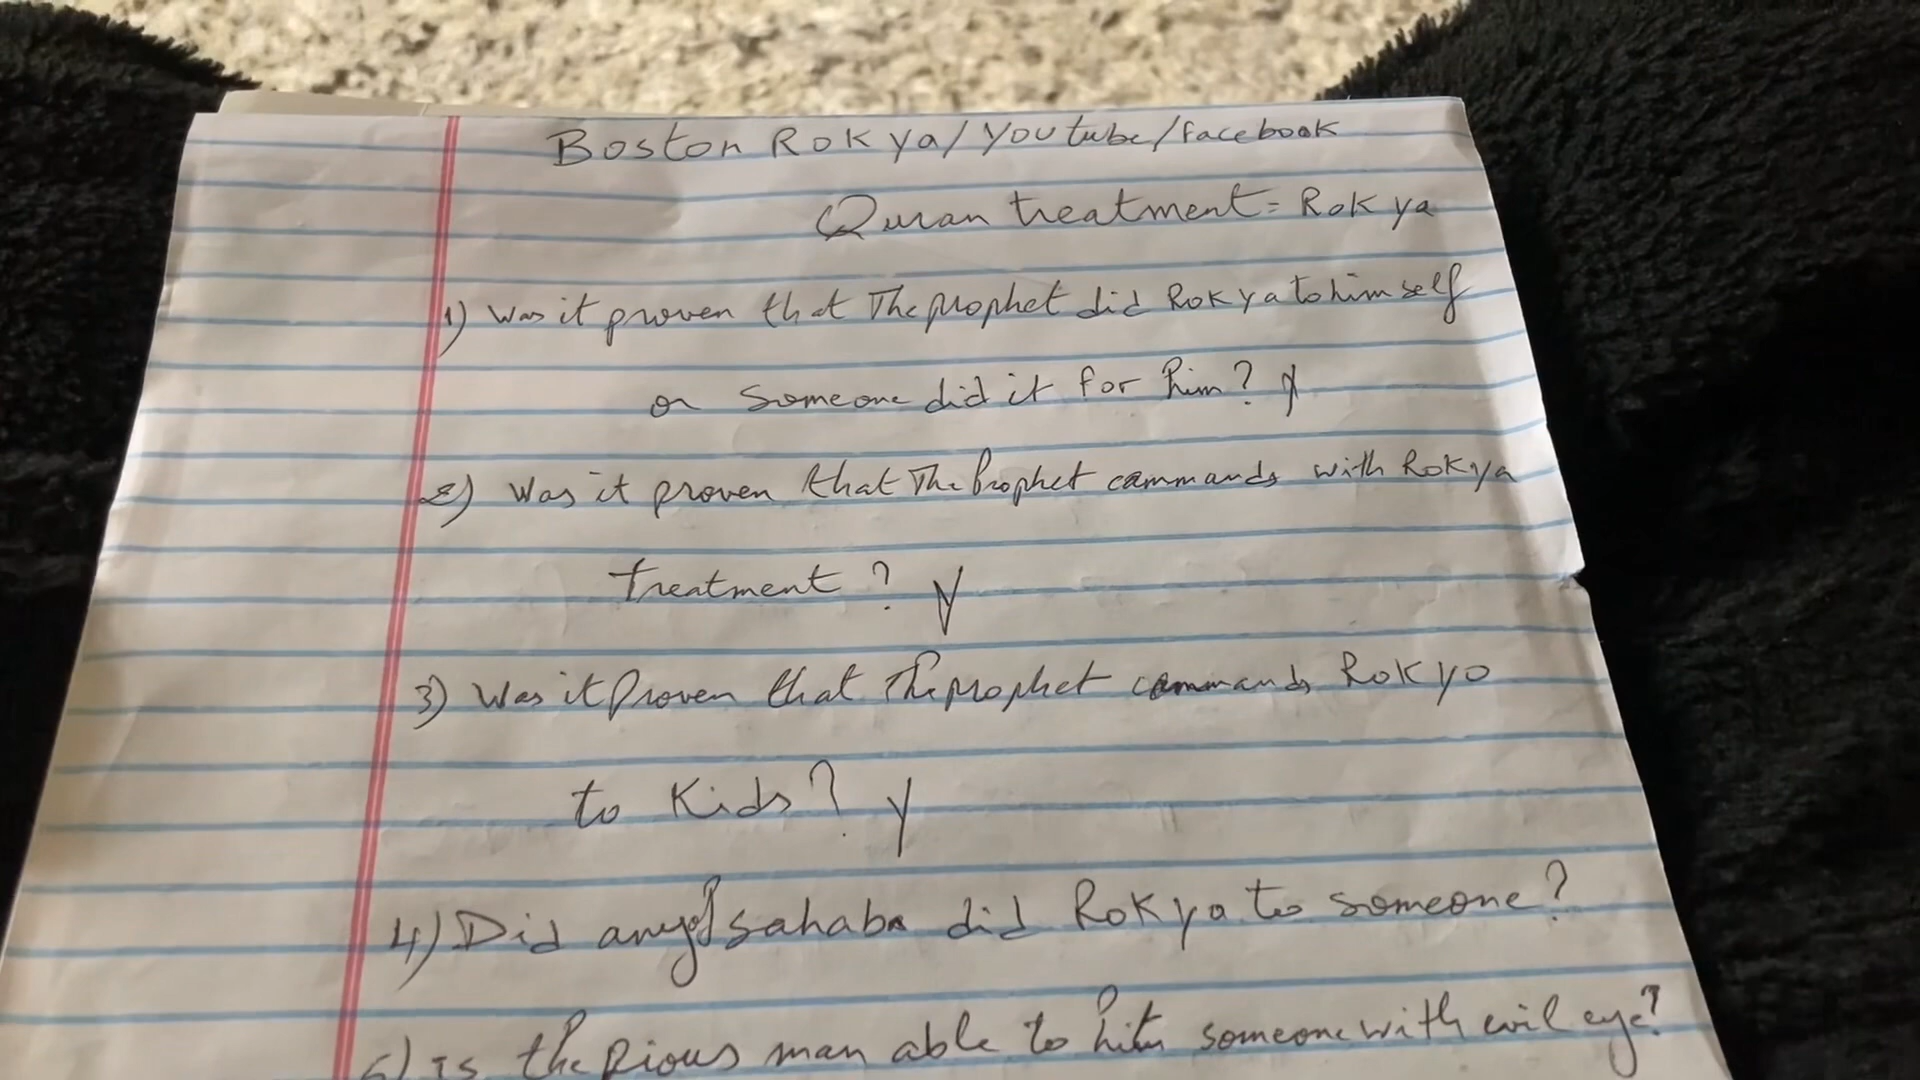 Boston Rokya/Youtube/facebook
Quran treatment = Rokya
1) Was it proven that The prophet did Rokya to himself
or someone did it for him? y
2) Was it proven that The Prophet commands with Rokya
Treatment? y
3) Was it Proven that The prophet commands Rokyo
to Kids? y
4) Did any of sahaba did Rokya to someone?
is the pious man able to hit someone with evil eye?